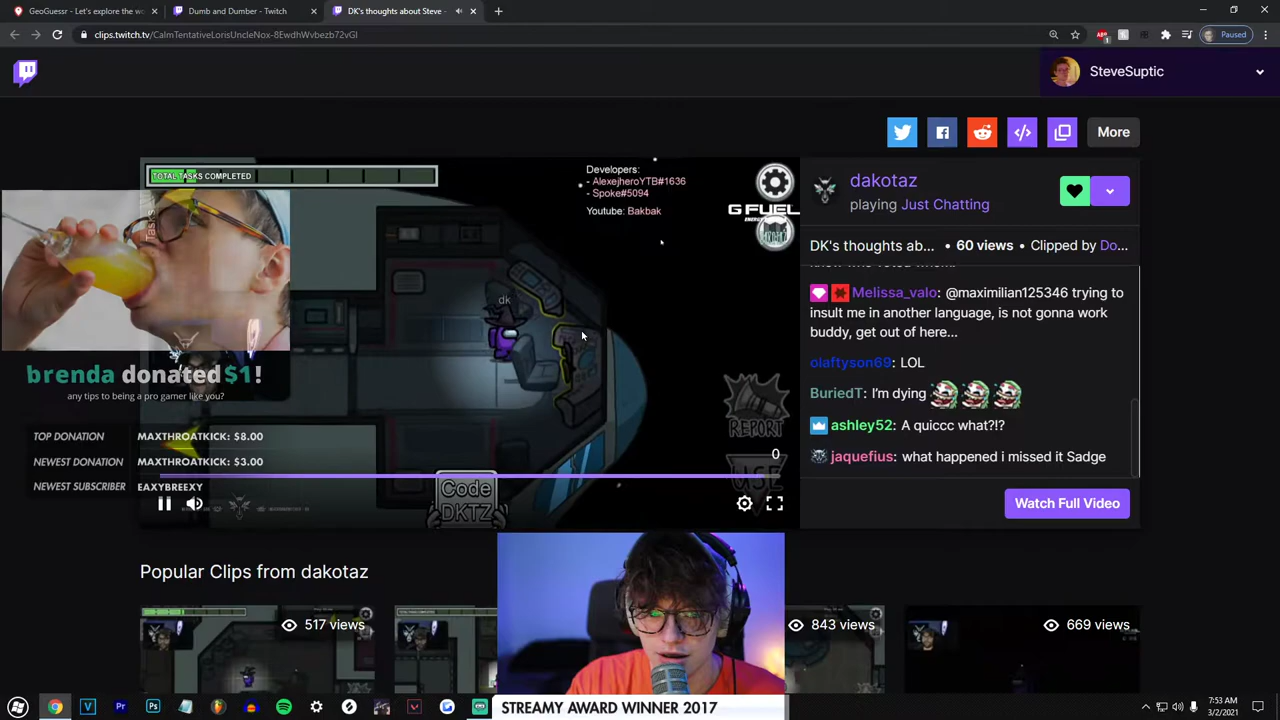 GeoGuessr - Let's explore the wo
Dumb and Dumber - Twitch
DK's thoughts about Steve -
clips.twitch.tv/CalmTentativeLorisUncleNox-8EwdhWvbezb72vGl
Paused
SteveSuptic
More
TOTAL TASKS COMPLETED
Developers:
- AlexejheroYTB#1636
- Spoke#5094
Youtube: Bakbak
G FUEL
dakotaz
playing Just Chatting
DK's thoughts ab... • 60 views • Clipped by Do...
Melissa_valo: @maximilian125346 trying to
insult me in another language, is not gonna work
buddy, get out of here...
olaftyson69: LOL
BuriedT: I'm dying
ashley52: A quiccc what?!?
jaquefius: what happened i missed it Sadge
Watch Full Video
dk
REPORT
USE
0
Code
DKTZ
brenda donated $1!
any tips to being a pro gamer like you?
TOP DONATION MAXTHROATKICK: $8.00
NEWEST DONATION MAXTHROATKICK: $3.00
NEWEST SUBSCRIBER EAXYBREEXY
Popular Clips from dakotaz
517 views
843 views
669 views
STREAMY AWARD WINNER 2017
7:53 AM
3/2/2021